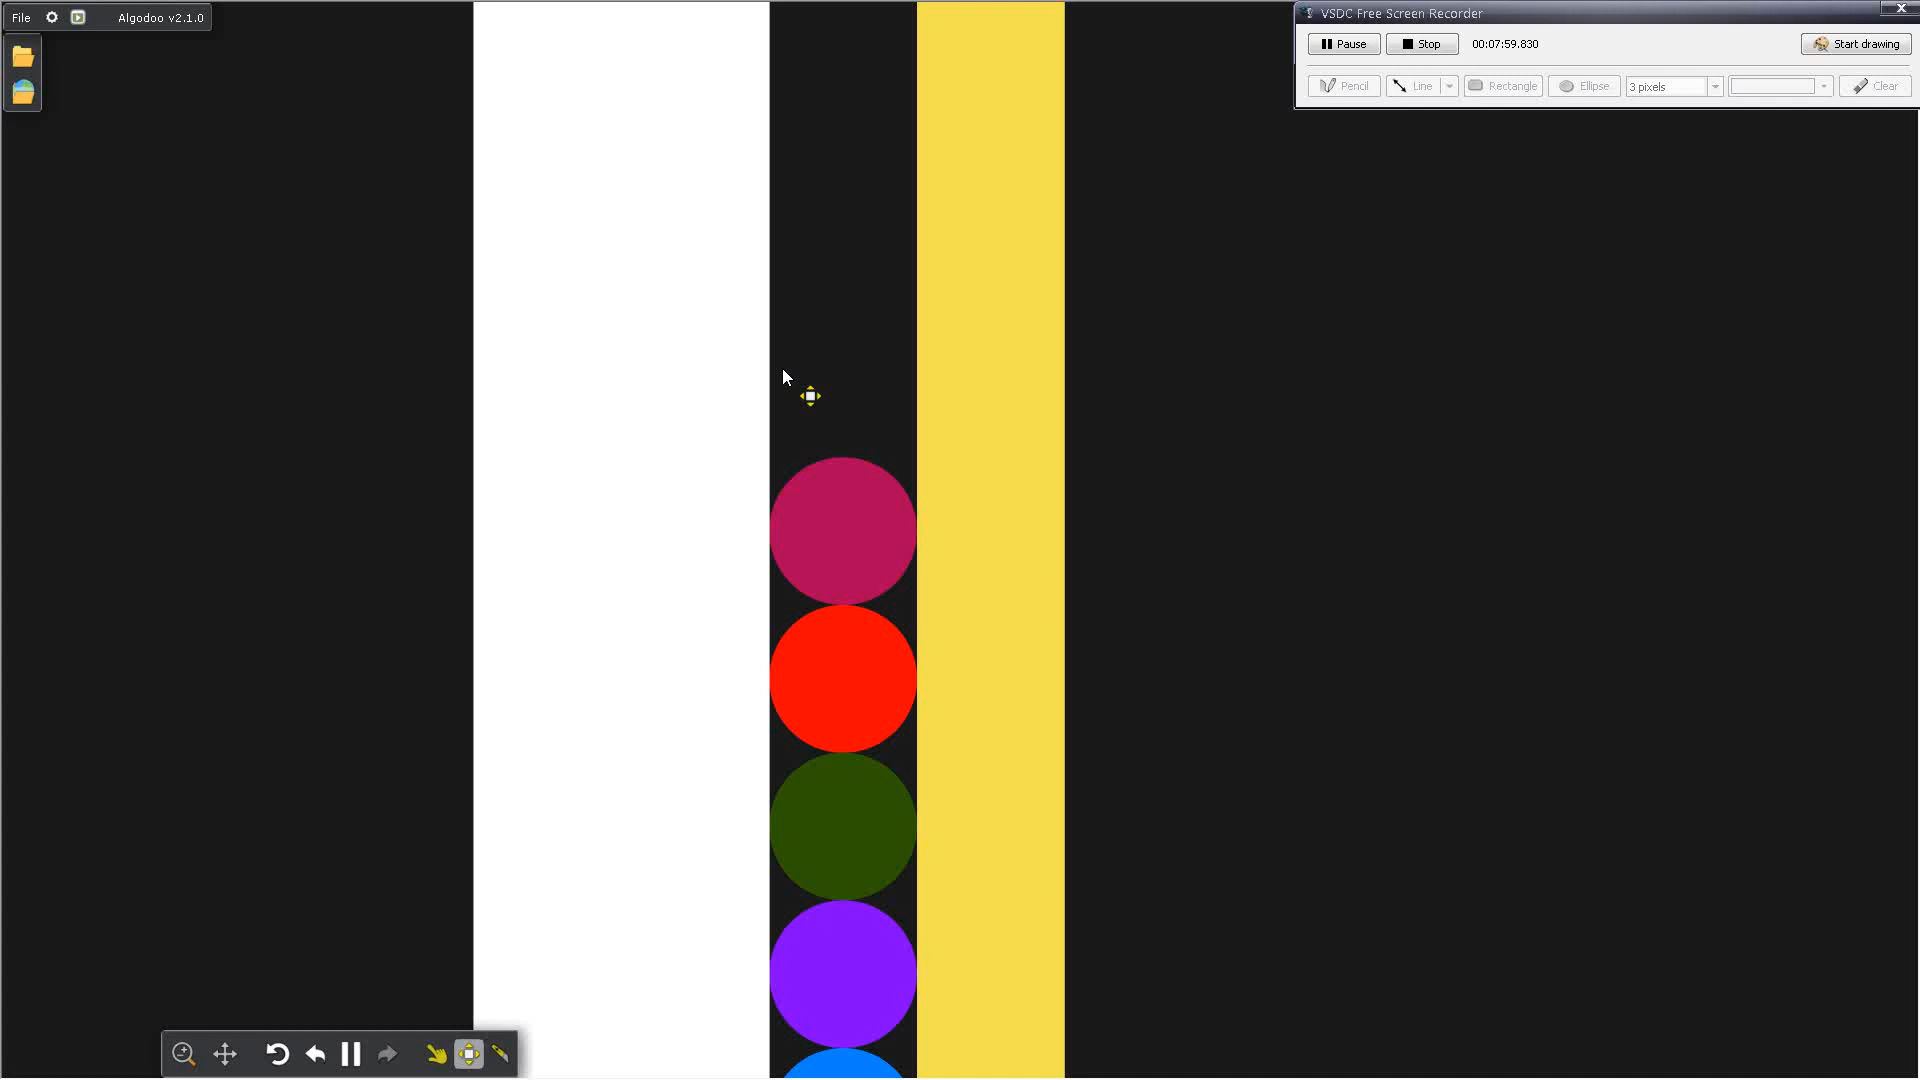 File
Algodoo v2.1.0
VSDC Free Screen Recorder
Pause
Stop
00:07:59.830
Start drawing
Pencil
Line
Rectangle
Ellipse
3 pixels
Clear